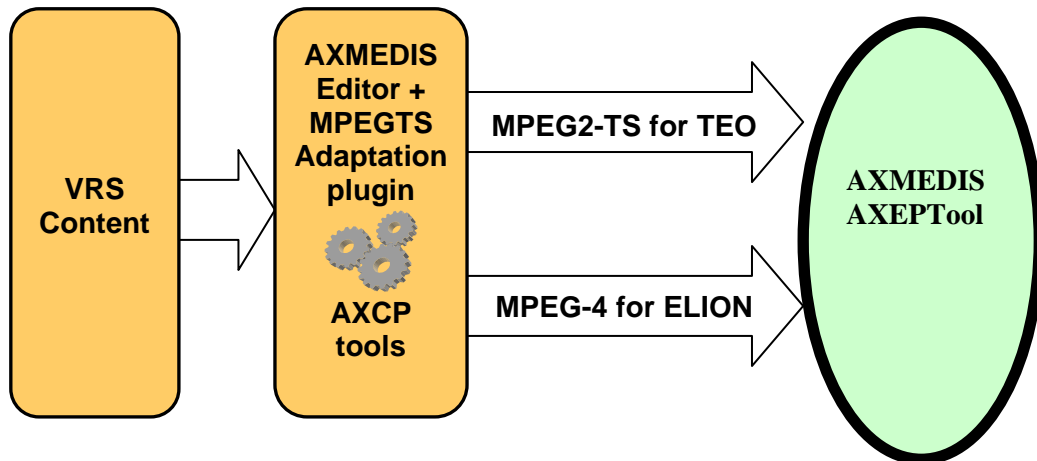 VRS
Content
AXMEDIS
Editor +
MPEGTS
Adaptation
plugin
AXCP
tools
MPEG2-TS for TEO
MPEG-4 for ELION
AXMEDIS
AXEPTool